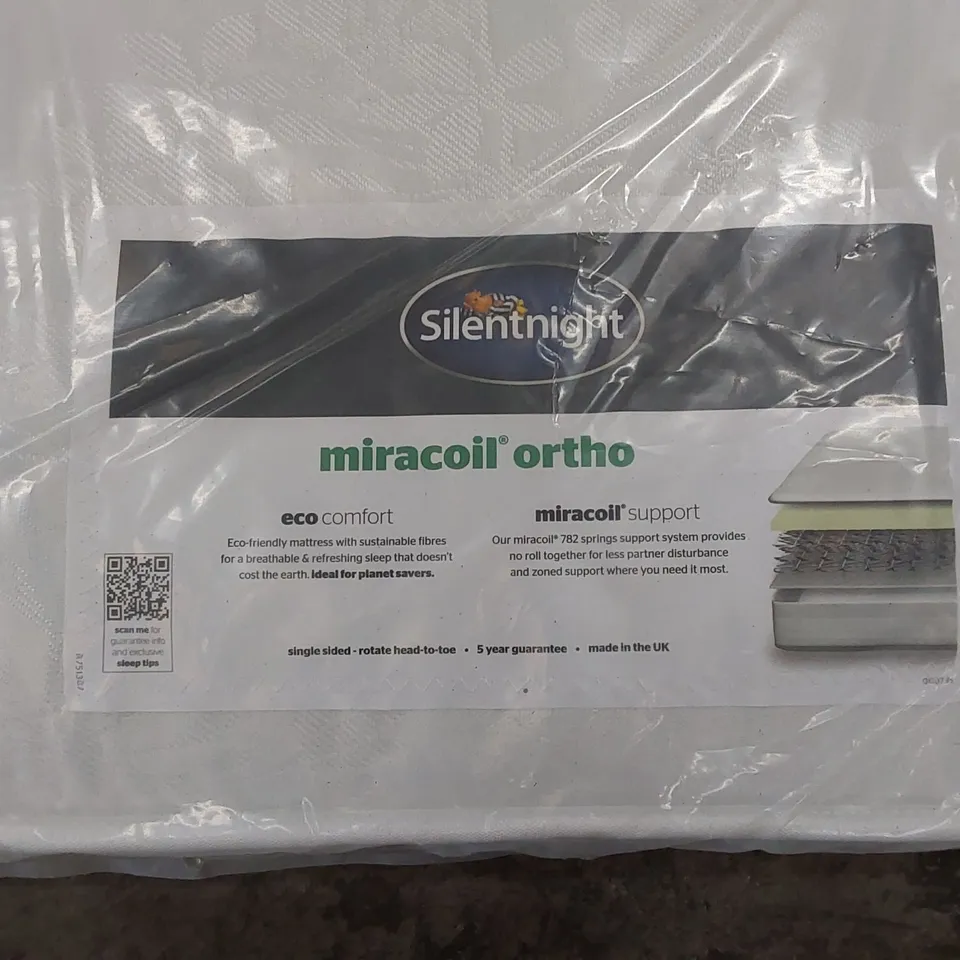 Silentnight
miracoil® ortho
eco comfort
Eco-friendly mattress with sustainable fibres
for a breathable & refreshing sleep that doesn't
cost the earth. Ideal for planet savers.
miracoil® support
Our miracoil® 782 springs support system provides
no roll together for less partner disturbance
and zoned support where you need it most.
scan me for
guarantee info
and exclusive
sleep tips
single sided - rotate head-to-toe • 5 year guarantee • made in the UK